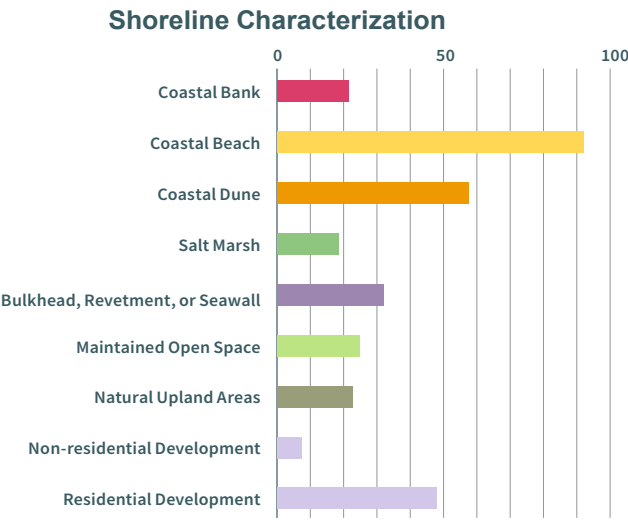 Shoreline Characterization
0 50 100
Coastal Bank
Coastal Beach
Coastal Dune
Salt Marsh
Bulkhead, Revetment, or Seawall
Maintained Open Space
Natural Upland Areas
Non-residential Development
Residential Development